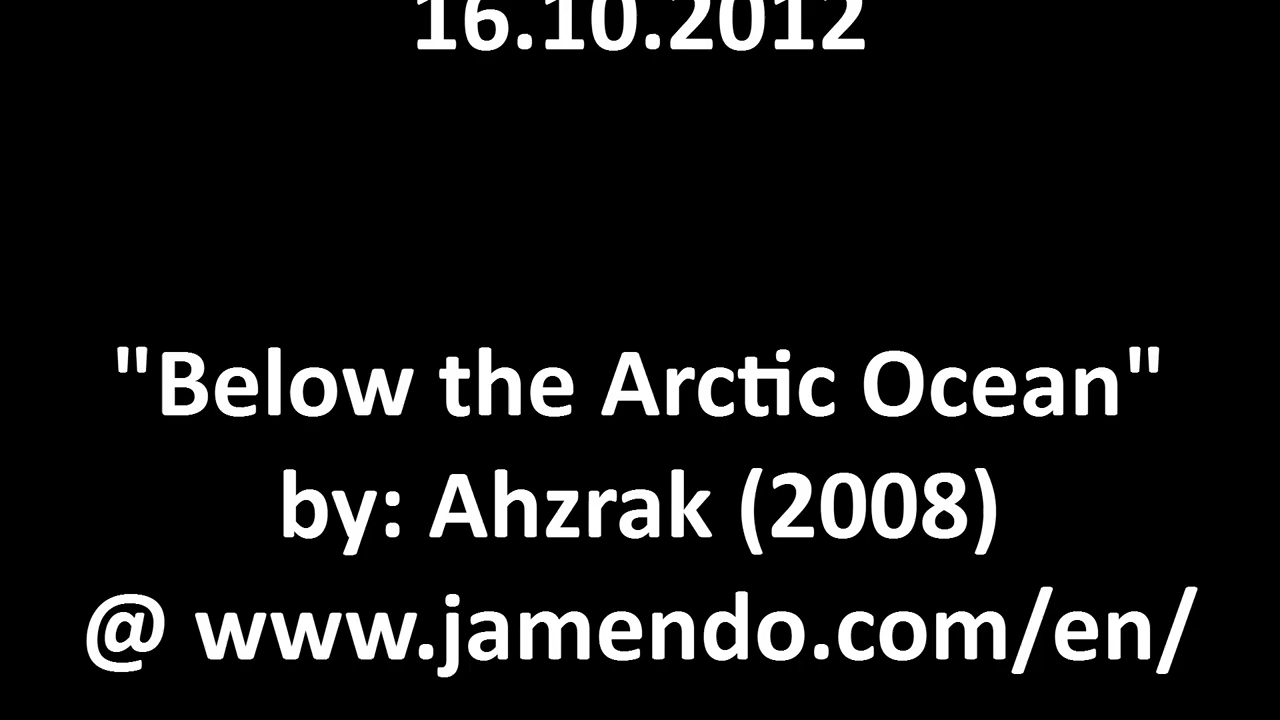 16.10.2012
"Below the Arctic Ocean"
by: Ahzrak (2008)
@ www.jamendo.com/en/